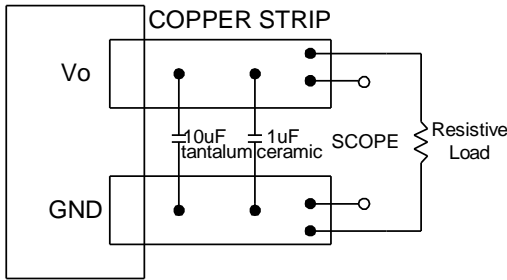 COPPER STRIP
Vo
10uF 1uF SCOPE Resistive
tantalum ceramic Load
GND